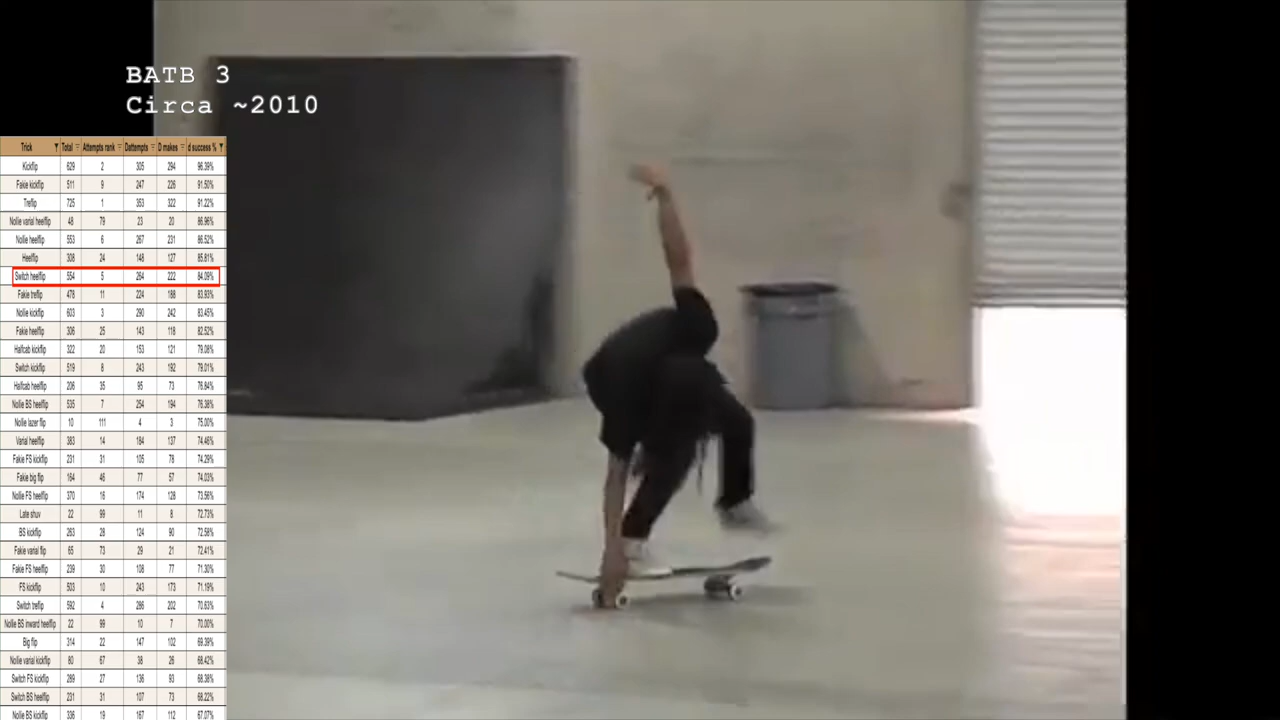 BATB 3
Circa ~2010
Trick Total Attempts rank Dattempts D makes d success %
Kickflip 629 2 305 294 96.39%
Fakie kickflip 511 9 247 226 91.50%
Treflip 725 1 353 322 91.22%
Nollie varial heelflip 48 79 23 20 86.96%
Nollie heelflip 553 6 267 231 86.52%
Heelflip 308 24 148 127 85.81%
Switch heelflip 554 5 264 222 84.09%
Fakie treflip 478 11 224 188 83.93%
Nollie kickflip 603 3 290 242 83.45%
Fakie heelflip 306 25 143 118 82.52%
Halfcab kickflip 322 20 153 121 79.08%
Switch kickflip 519 8 243 192 79.01%
Halfcab heelflip 206 35 95 73 76.84%
Nollie BS heelflip 535 7 254 194 76.38%
Nollie lazer flip 10 111 4 3 75.00%
Varial heelflip 383 14 184 137 74.46%
Fakie FS kickflip 231 31 105 78 74.29%
Fakie big flip 164 46 77 57 74.03%
Nollie FS heelflip 370 16 174 128 73.56%
Late shuv 22 99 11 8 72.73%
BS kickflip 263 28 124 90 72.58%
Fakie varial flip 65 73 29 21 72.41%
Fakie FS heelflip 239 30 108 77 71.30%
FS kickflip 503 10 243 173 71.19%
Switch treflip 592 4 286 202 70.63%
Nollie BS inward heelflip 22 99 10 7 70.00%
Big flip 314 22 147 102 69.39%
Nollie varial kickflip 80 67 38 26 68.42%
Switch FS kickflip 289 27 136 93 68.38%
Switch BS heelflip 231 31 107 73 68.22%
Nollie BS kickflip 336 19 167 112 67.07%